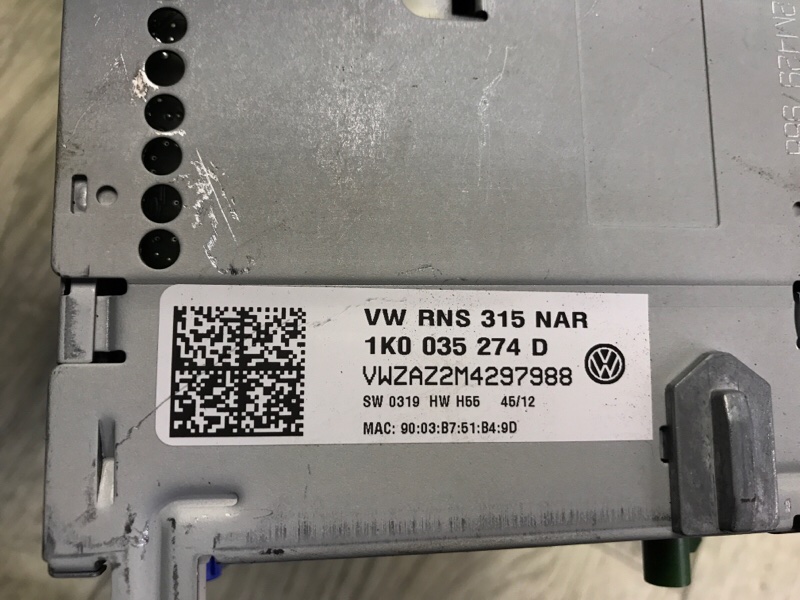 VW RNS 315 NAR
1K0 035 274 D
VWZAZ2M4297988
SW 0319 HW H55 45/12
MAC: 90:03:B7:51:B4:9D